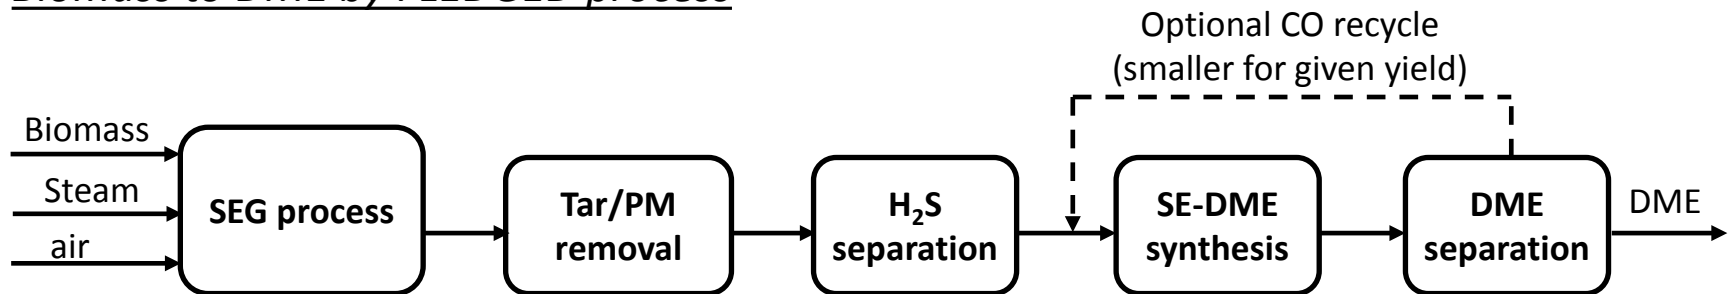 Biomass to DME by FLEDGED process
Optional CO recycle
(smaller for given yield)
Biomass
Steam
air
SEG process
Tar/PM
removal
H₂S
separation
SE-DME
synthesis
DME
separation
DME